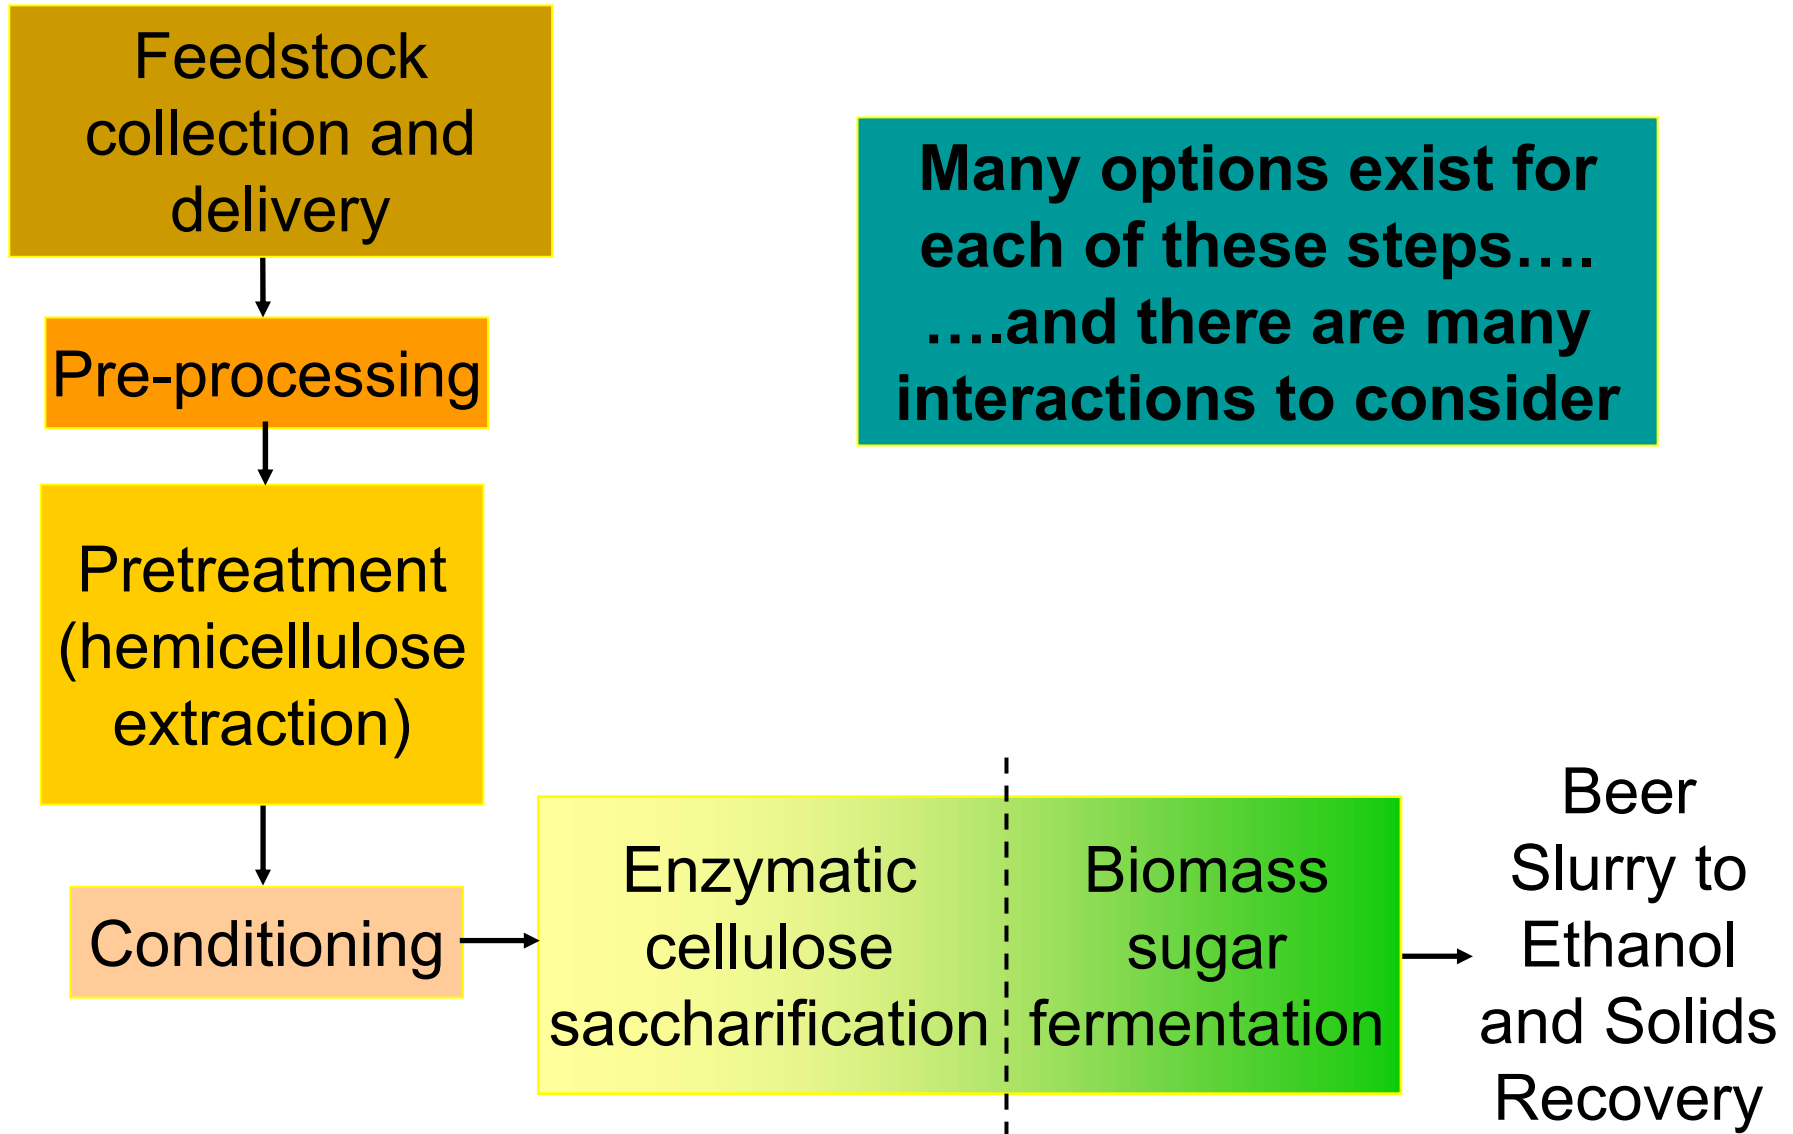 Feedstock
collection and
delivery
Many options exist for
each of these steps….
….and there are many
interactions to consider
Pre-processing
Pretreatment
(hemicellulose
extraction)
Conditioning
Enzymatic
cellulose
saccharification
Biomass
sugar
fermentation
Beer
Slurry to
Ethanol
and Solids
Recovery